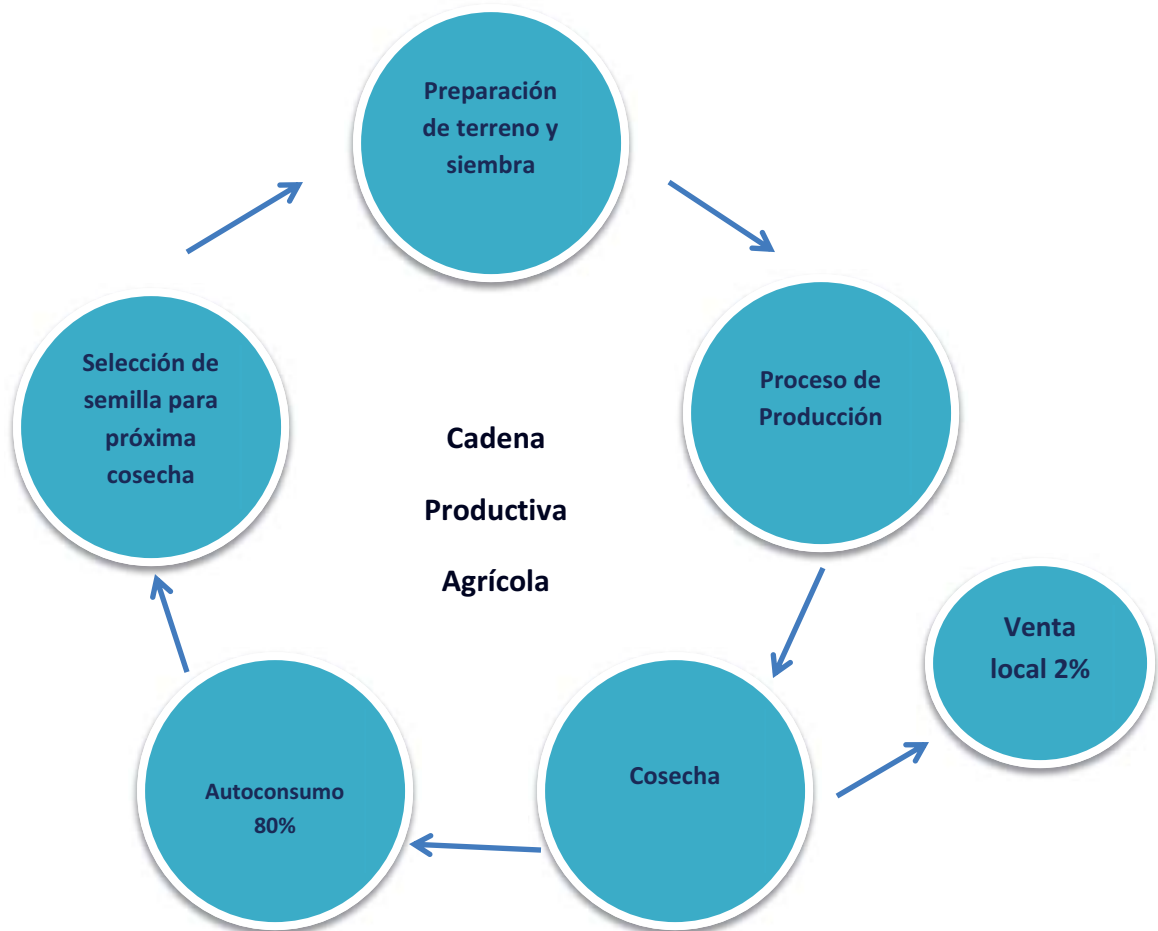 Preparación
de terreno y
siembra
Proceso de
Producción
Venta
local 2%
Cosecha
Autoconsumo
80%
Selección de
semilla para
próxima
cosecha
Cadena
Productiva
Agrícola